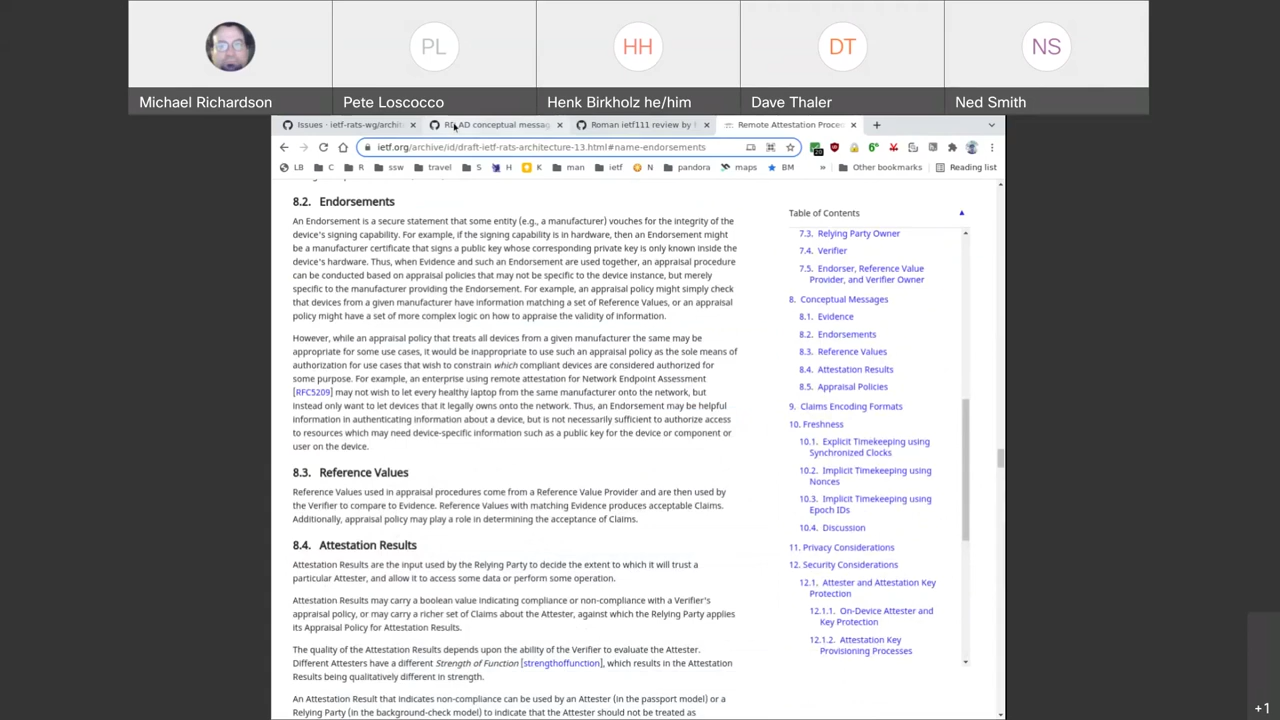 PL
HH
DT
NS
Michael Richardson
Pete Loscocco
Henk Birkholz he/him
Dave Thaler
Ned Smith
Issues · ietf-rats-wg/archit
AD conceptual messag
Roman ietf111 review by
Remote Attestation Proce
ietf.org/archive/id/draft-ietf-rats-architecture-13.html#name-endorsements
LB
C
R
ssw
travel
S
H
K
man
ietf
N
pandora
maps
BM
»
Other bookmarks
Reading list
8.2. Endorsements
An Endorsement is a secure statement that some entity (e.g., a manufacturer) vouches for the integrity of the
device's signing capability. For example, if the signing capability is in hardware, then an Endorsement might
be a manufacturer certificate that signs a public key whose corresponding private key is only known inside the
device's hardware. Thus, when Evidence and such an Endorsement are used together, an appraisal procedure
can be conducted based on appraisal policies that may not be specific to the device instance, but merely
specific to the manufacturer providing the Endorsement. For example, an appraisal policy might simply check
that devices from a given manufacturer have information matching a set of Reference Values, or an appraisal
policy might have a set of more complex logic on how to appraise the validity of information.
However, while an appraisal policy that treats all devices from a given manufacturer the same may be
appropriate for some use cases, it would be inappropriate to use such an appraisal policy as the sole means of
authorization for use cases that wish to constrain which compliant devices are considered authorized for
some purpose. For example, an enterprise using remote attestation for Network Endpoint Assessment
[RFC5209] may not wish to let every healthy laptop from the same manufacturer onto the network, but
instead only want to let devices that it legally owns onto the network. Thus, an Endorsement may be helpful
information in authenticating information about a device, but is not necessarily sufficient to authorize access
to resources which may need device-specific information such as a public key for the device or component or
user on the device.
8.3. Reference Values
Reference Values used in appraisal procedures come from a Reference Value Provider and are then used by
the Verifier to compare to Evidence. Reference Values with matching Evidence produces acceptable Claims.
Additionally, appraisal policy may play a role in determining the acceptance of Claims.
8.4. Attestation Results
Attestation Results are the input used by the Relying Party to decide the extent to which it will trust a
particular Attester, and allow it to access some data or perform some operation.
Attestation Results may carry a boolean value indicating compliance or non-compliance with a Verifier's
appraisal policy, or may carry a richer set of Claims about the Attester, against which the Relying Party applies
its Appraisal Policy for Attestation Results.
The quality of the Attestation Results depends upon the ability of the Verifier to evaluate the Attester.
Different Attesters have a different Strength of Function [strengthoffunction], which results in the Attestation
Results being qualitatively different in strength.
An Attestation Result that indicates non-compliance can be used by an Attester (in the passport model) or a
Relying Party (in the background-check model) to indicate that the Attester should not be treated as
Table of Contents
7.3. Relying Party Owner
7.4. Verifier
7.5. Endorser, Reference Value
Provider, and Verifier Owner
8. Conceptual Messages
8.1. Evidence
8.2. Endorsements
8.3. Reference Values
8.4. Attestation Results
8.5. Appraisal Policies
9. Claims Encoding Formats
10. Freshness
10.1. Explicit Timekeeping using
Synchronized Clocks
10.2. Implicit Timekeeping using
Nonces
10.3. Implicit Timekeeping using
Epoch IDs
10.4. Discussion
11. Privacy Considerations
12. Security Considerations
12.1. Attester and Attestation Key
Protection
12.1.1. On-Device Attester and
Key Protection
12.1.2. Attestation Key
Provisioning Processes
+1